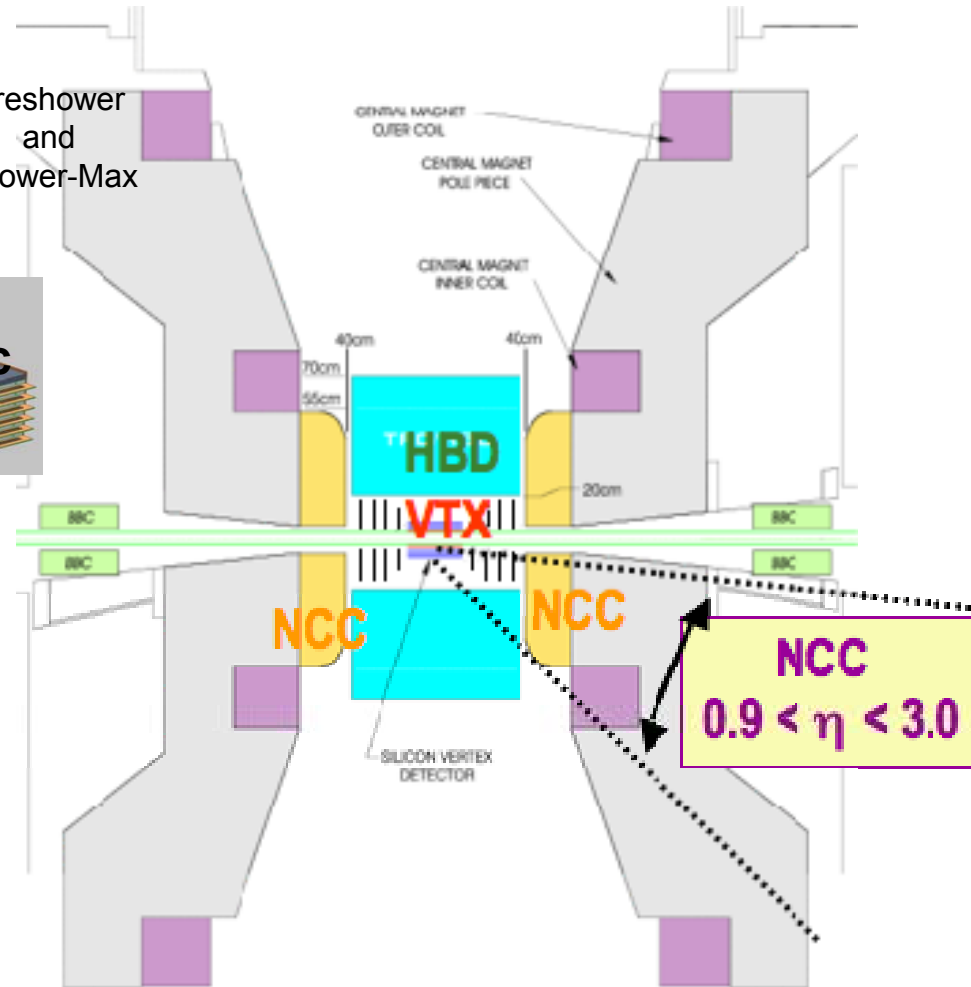 reshower
and
ower-Max
CENTRAL MAGNET
OUTER COIL
CENTRAL MAGNET
POLE PIECE
CENTRAL MAGNET
INNER COIL
C
40cm
40cm
70cm
55cm
HBD
20cm
VTX
BBC
BBC
BBC
BBC
NCC
NCC
NCC
0.9 < η < 3.0
SILICON VERTEX
DETECTOR